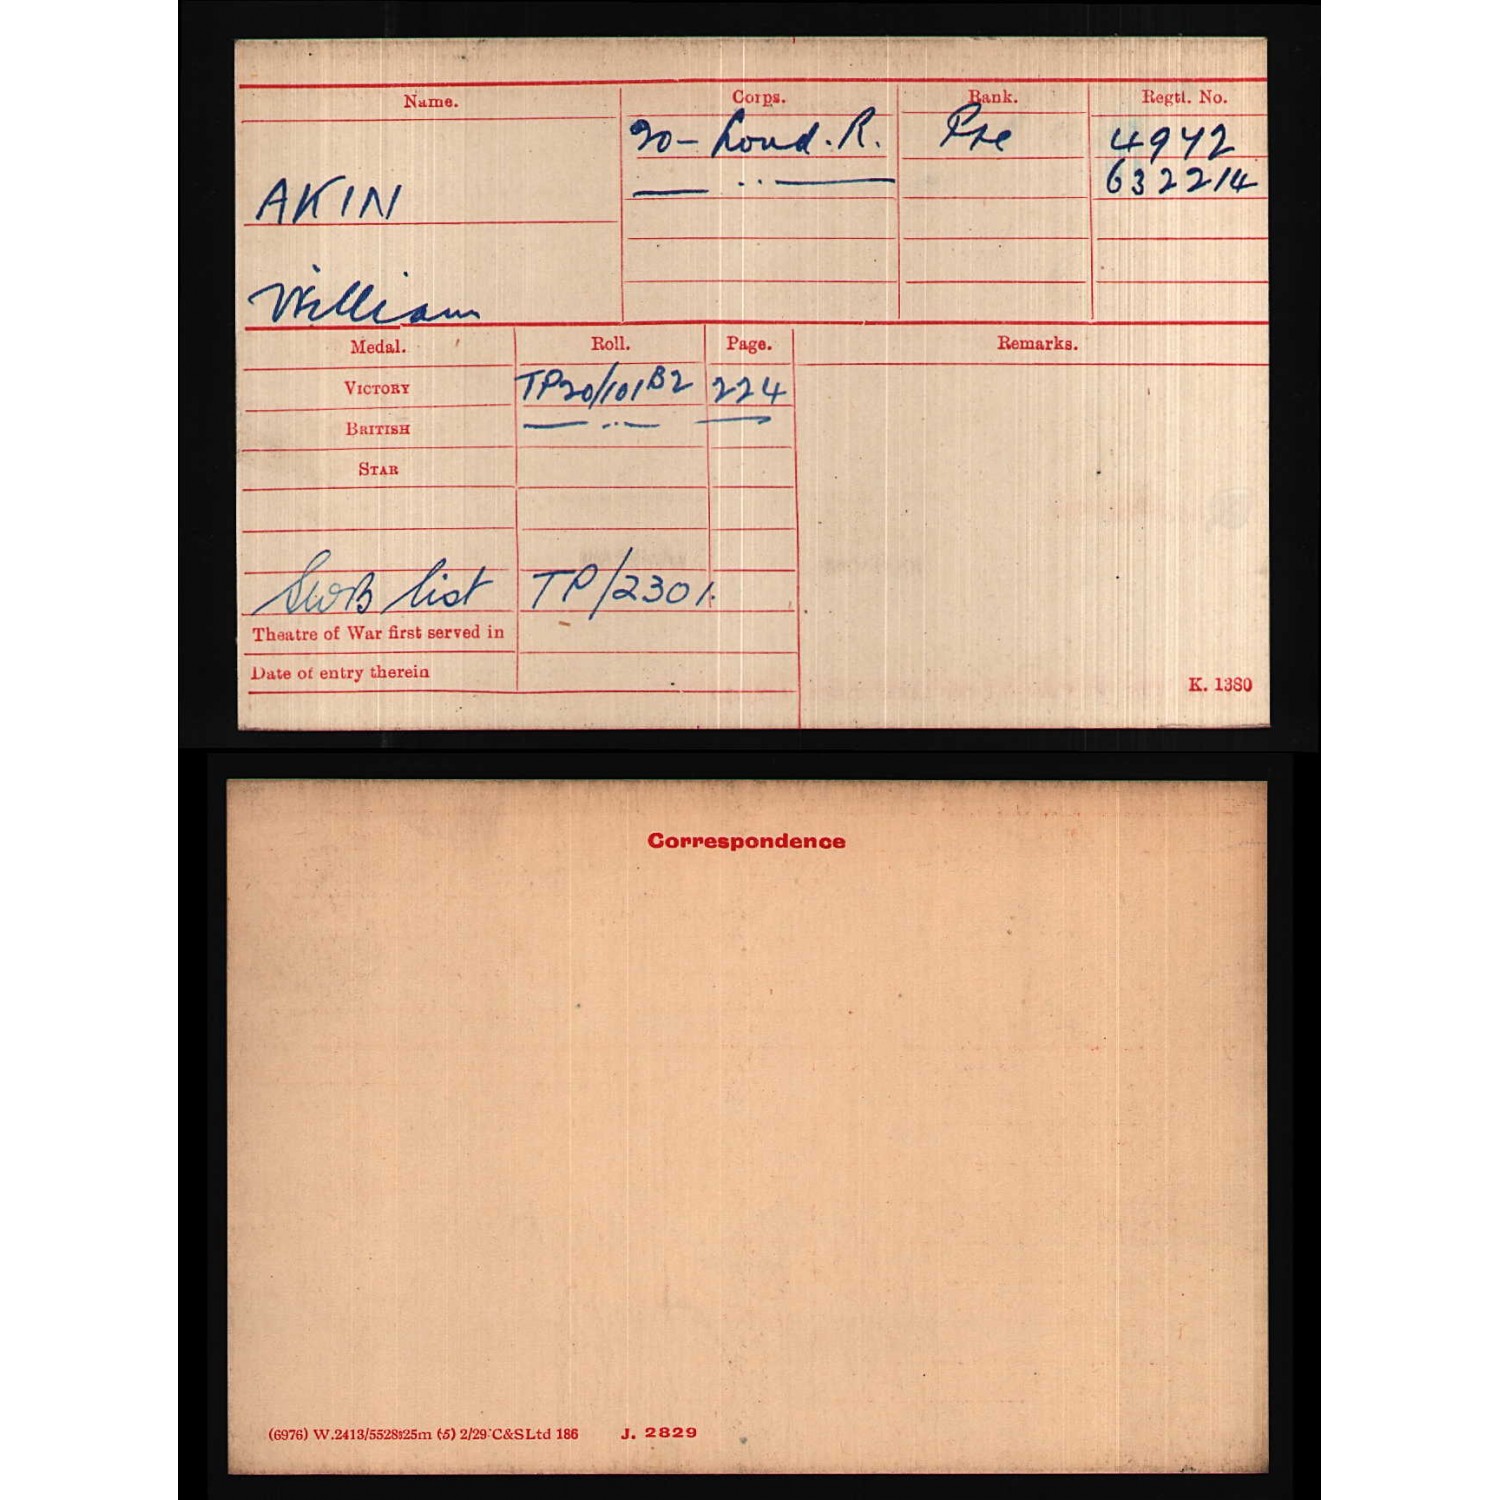 Name. Corps. Rank. Regtl. No.
20- Lond. R. Pte 4972
— ·· — 632214
AKIN
William
Medal. Roll. Page. Remarks.
VICTORY TP20/101B2 224
BRITISH — ·· — —
STAR
SWB list TP/2301.
Theatre of War first served in
Date of entry therein
K. 1380
Correspondence
(6976) W.2413/5528 25m (5) 2/29 C&SLtd 186 J. 2829